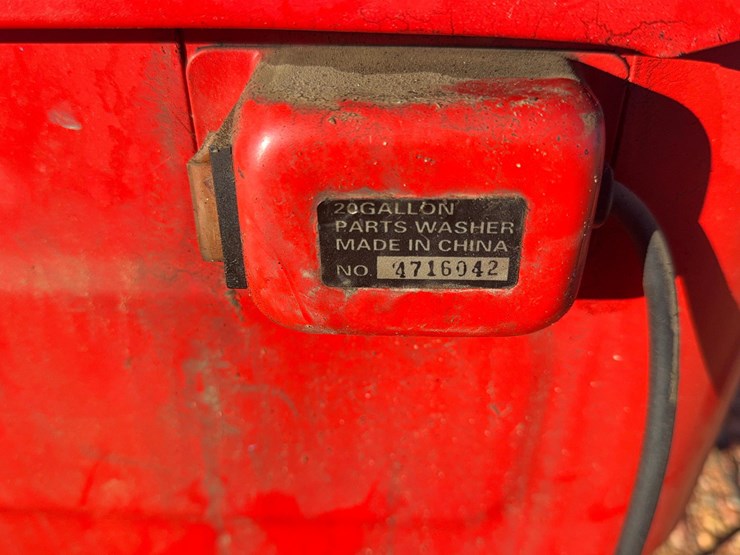 20GALLON
PARTS WASHER
MADE IN CHINA
NO. 4716042